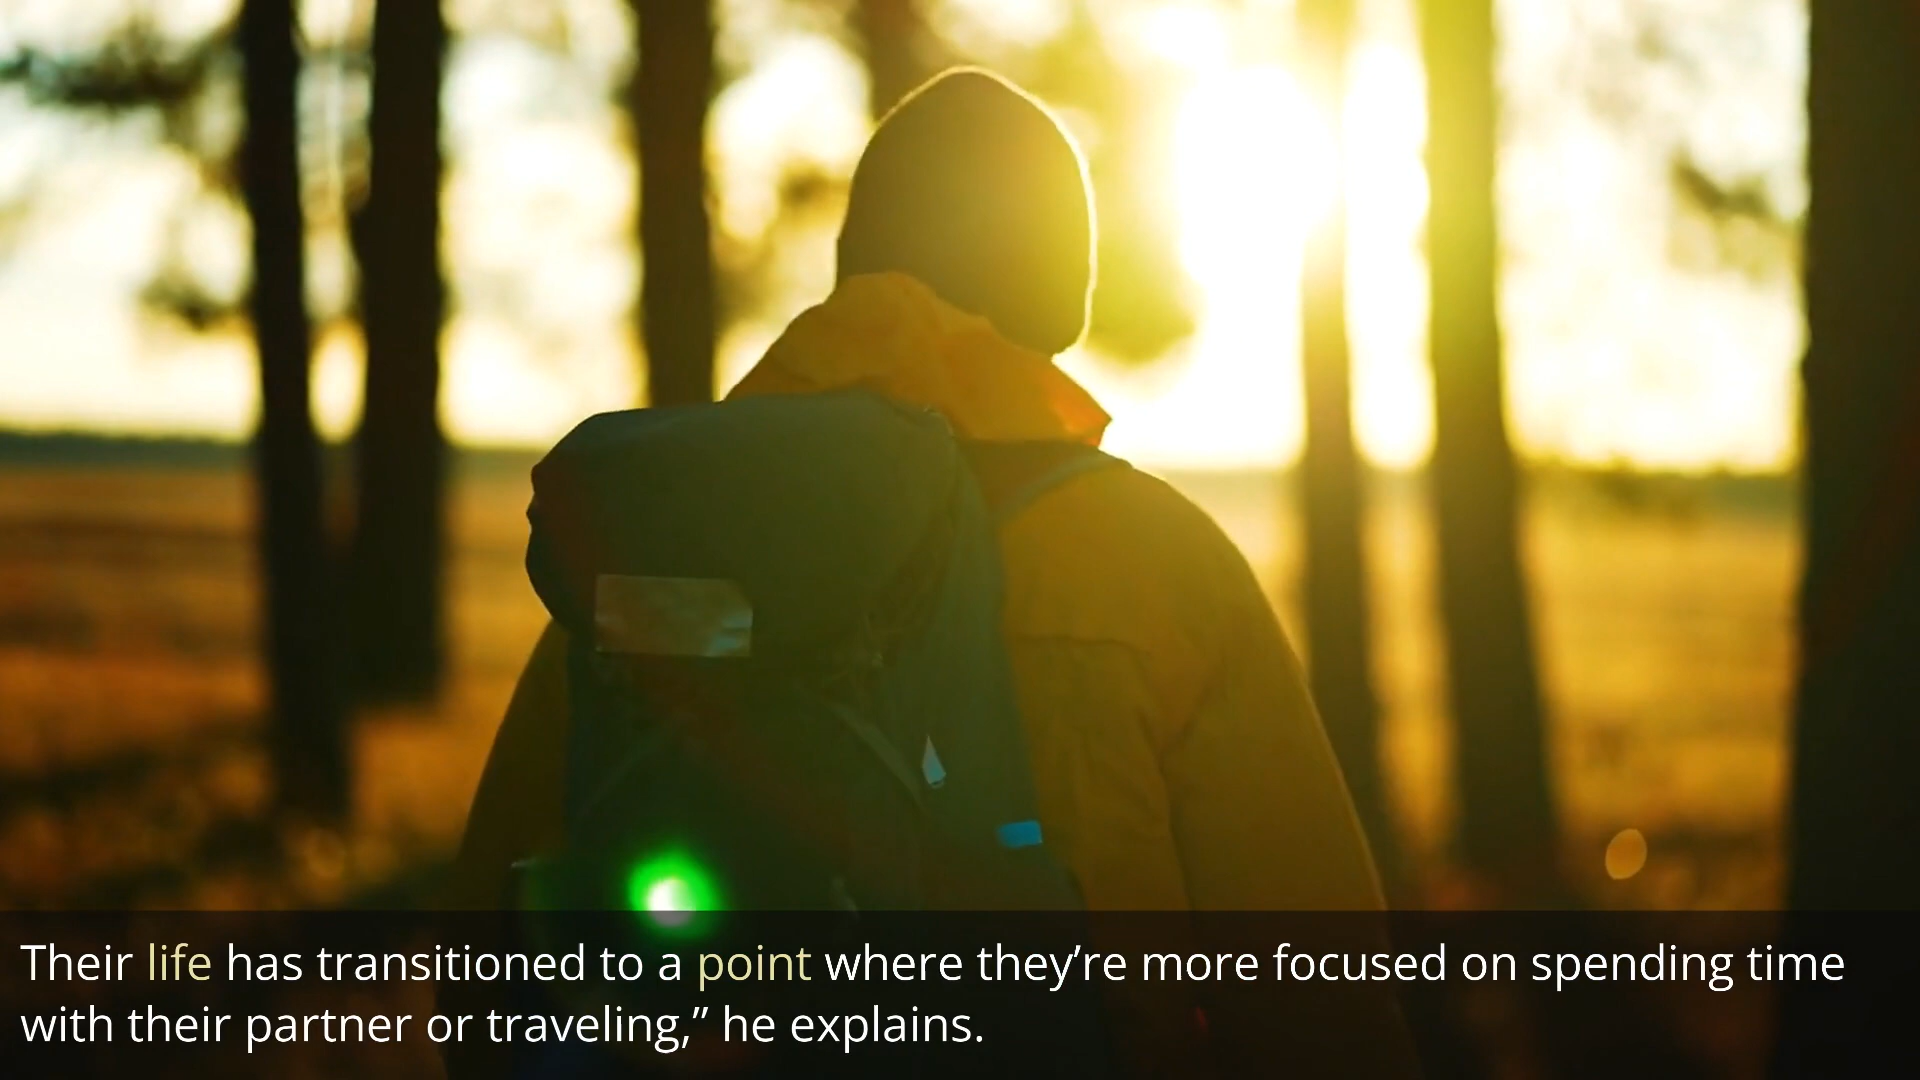 Their life has transitioned to a point where they’re more focused on spending time
with their partner or traveling,” he explains.